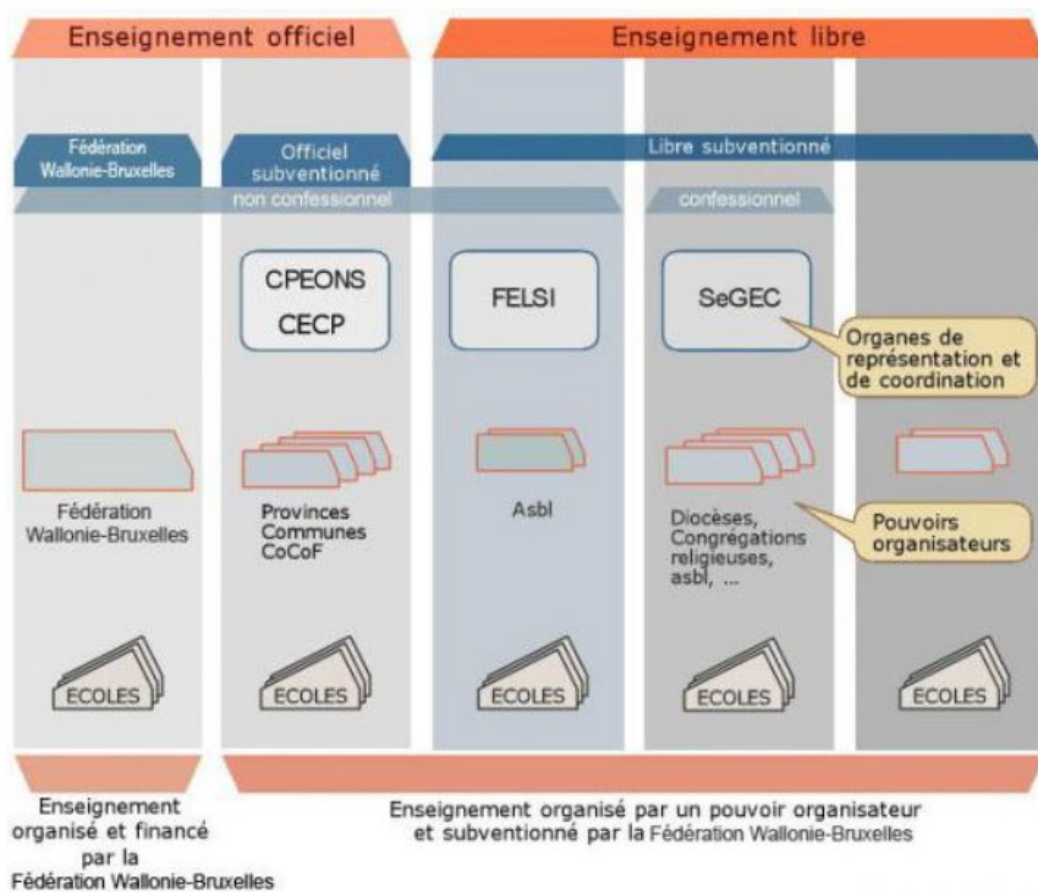 Enseignement officiel
Enseignement libre
Fédération
Wallonie-Bruxelles
Officiel
subventionné
Libre subventionné
non confessionnel
confessionnel
CPEONS
CECP
FELSI
SeGEC
Organes de
représentation et
de coordination
Fédération
Wallonie-Bruxelles
Provinces
Communes
CoCoF
Asbl
Diocèses,
Congrégations
religieuses,
asbl, ...
Pouvoirs
organisateurs
ECOLES
ECOLES
ECOLES
ECOLES
ECOLES
Enseignement
organisé et financé
par la
Fédération Wallonie-Bruxelles
Enseignement organisé par un pouvoir organisateur
et subventionné par la Fédération Wallonie-Bruxelles